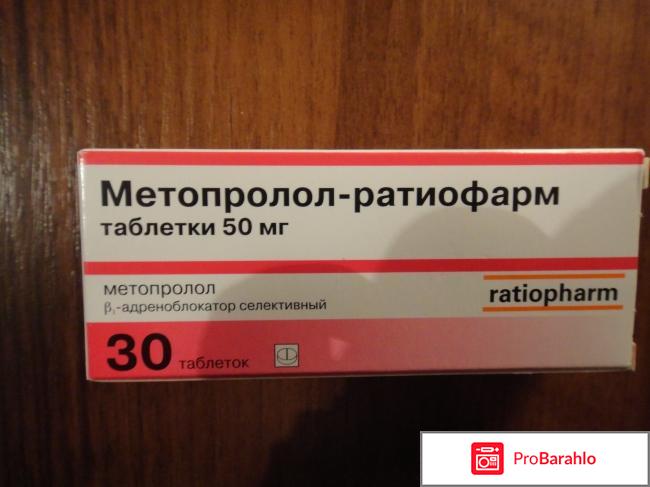 Метопролол-ратиофарм
таблетки 50 мг
метопролол
β₁-адреноблокатор селективный
ratiopharm
30 таблеток
ProBarahlo